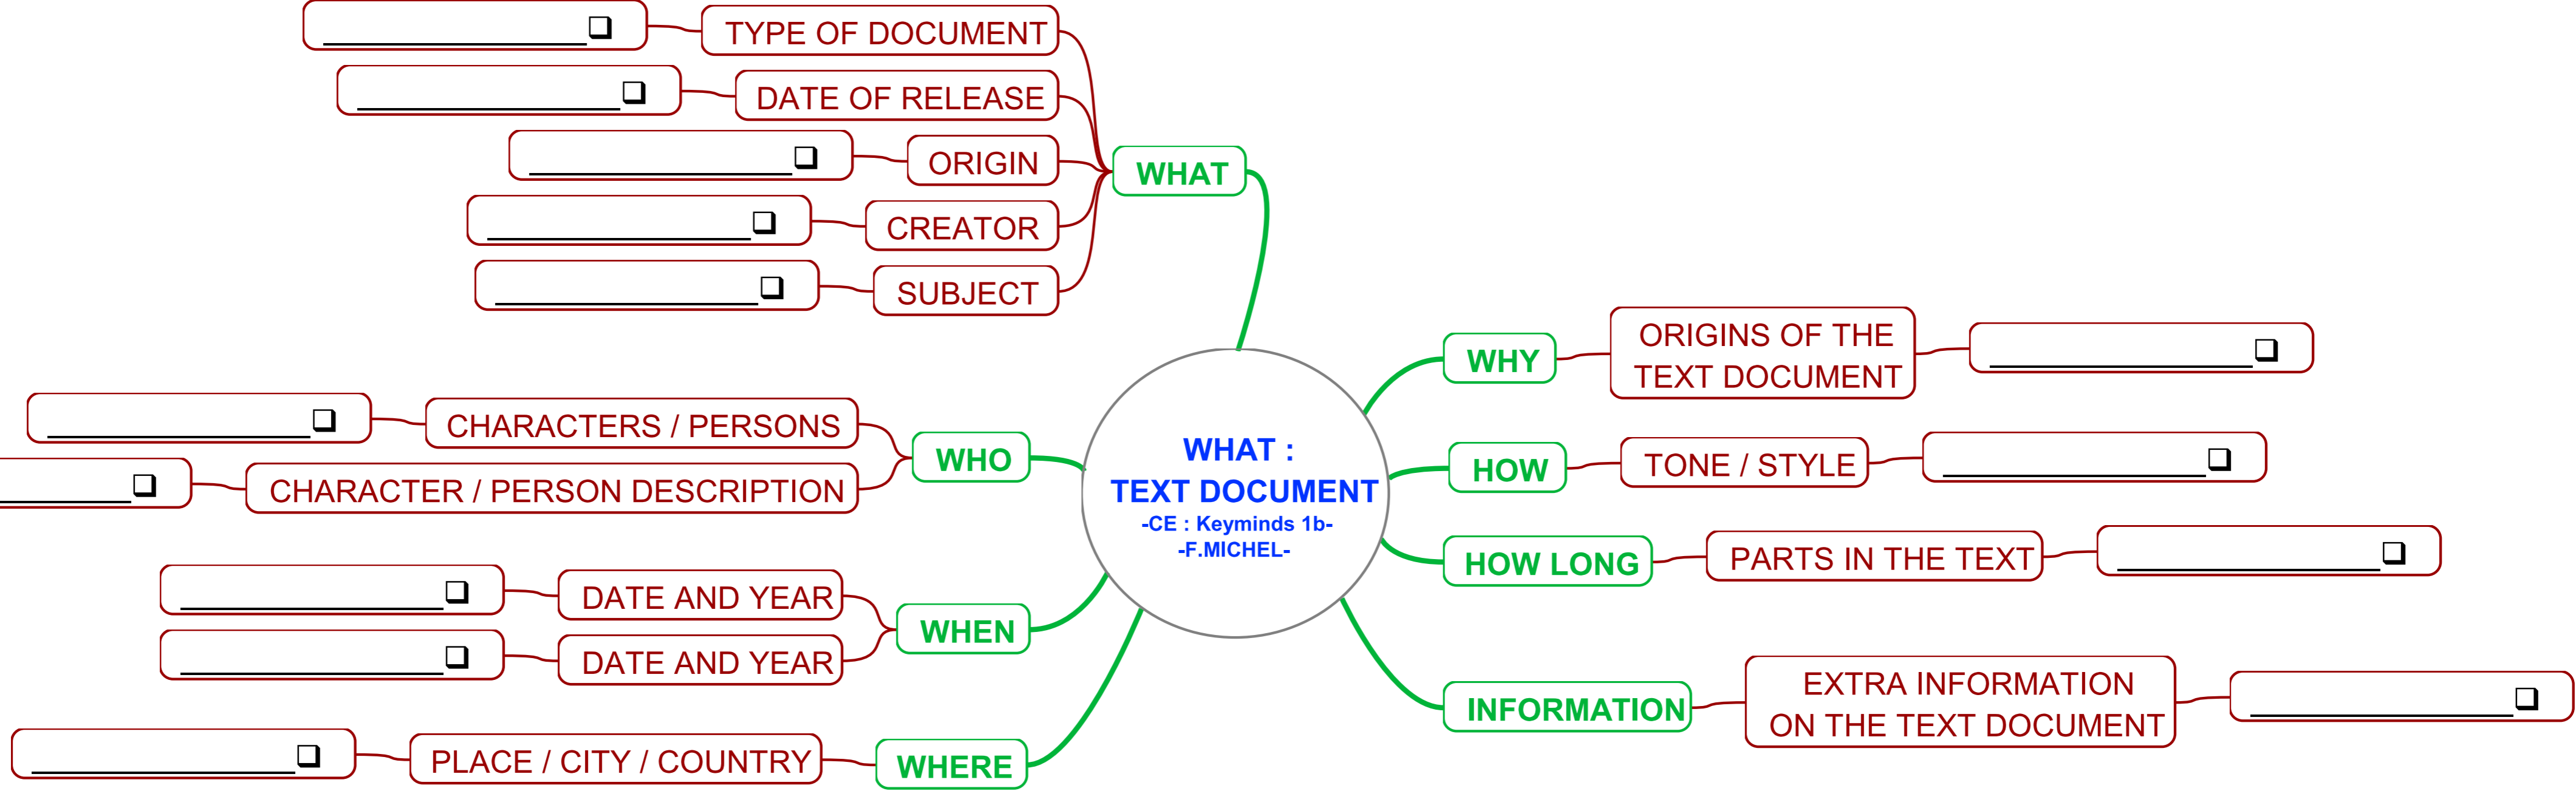 WHAT :
TEXT DOCUMENT
-CE : Keyminds 1b-
-F.MICHEL-
WHAT
TYPE OF DOCUMENT
DATE OF RELEASE
ORIGIN
CREATOR
SUBJECT
WHO
CHARACTERS / PERSONS
CHARACTER / PERSON DESCRIPTION
WHEN
DATE AND YEAR
DATE AND YEAR
WHERE
PLACE / CITY / COUNTRY
WHY
ORIGINS OF THE
TEXT DOCUMENT
HOW
TONE / STYLE
HOW LONG
PARTS IN THE TEXT
INFORMATION
EXTRA INFORMATION
ON THE TEXT DOCUMENT